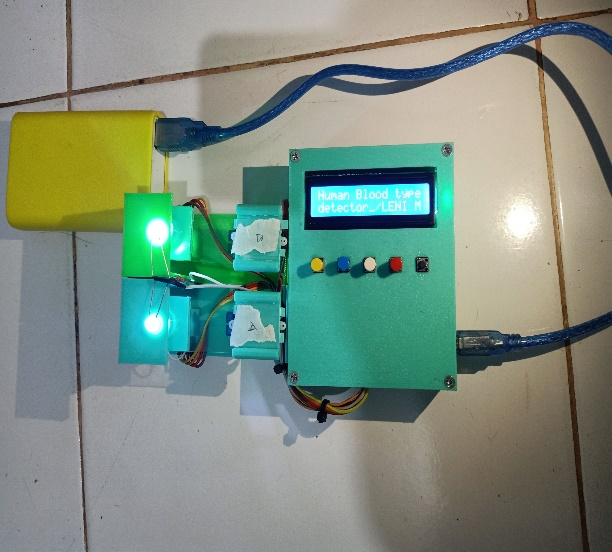 Human Blood type
detector_/LENI M
B
A